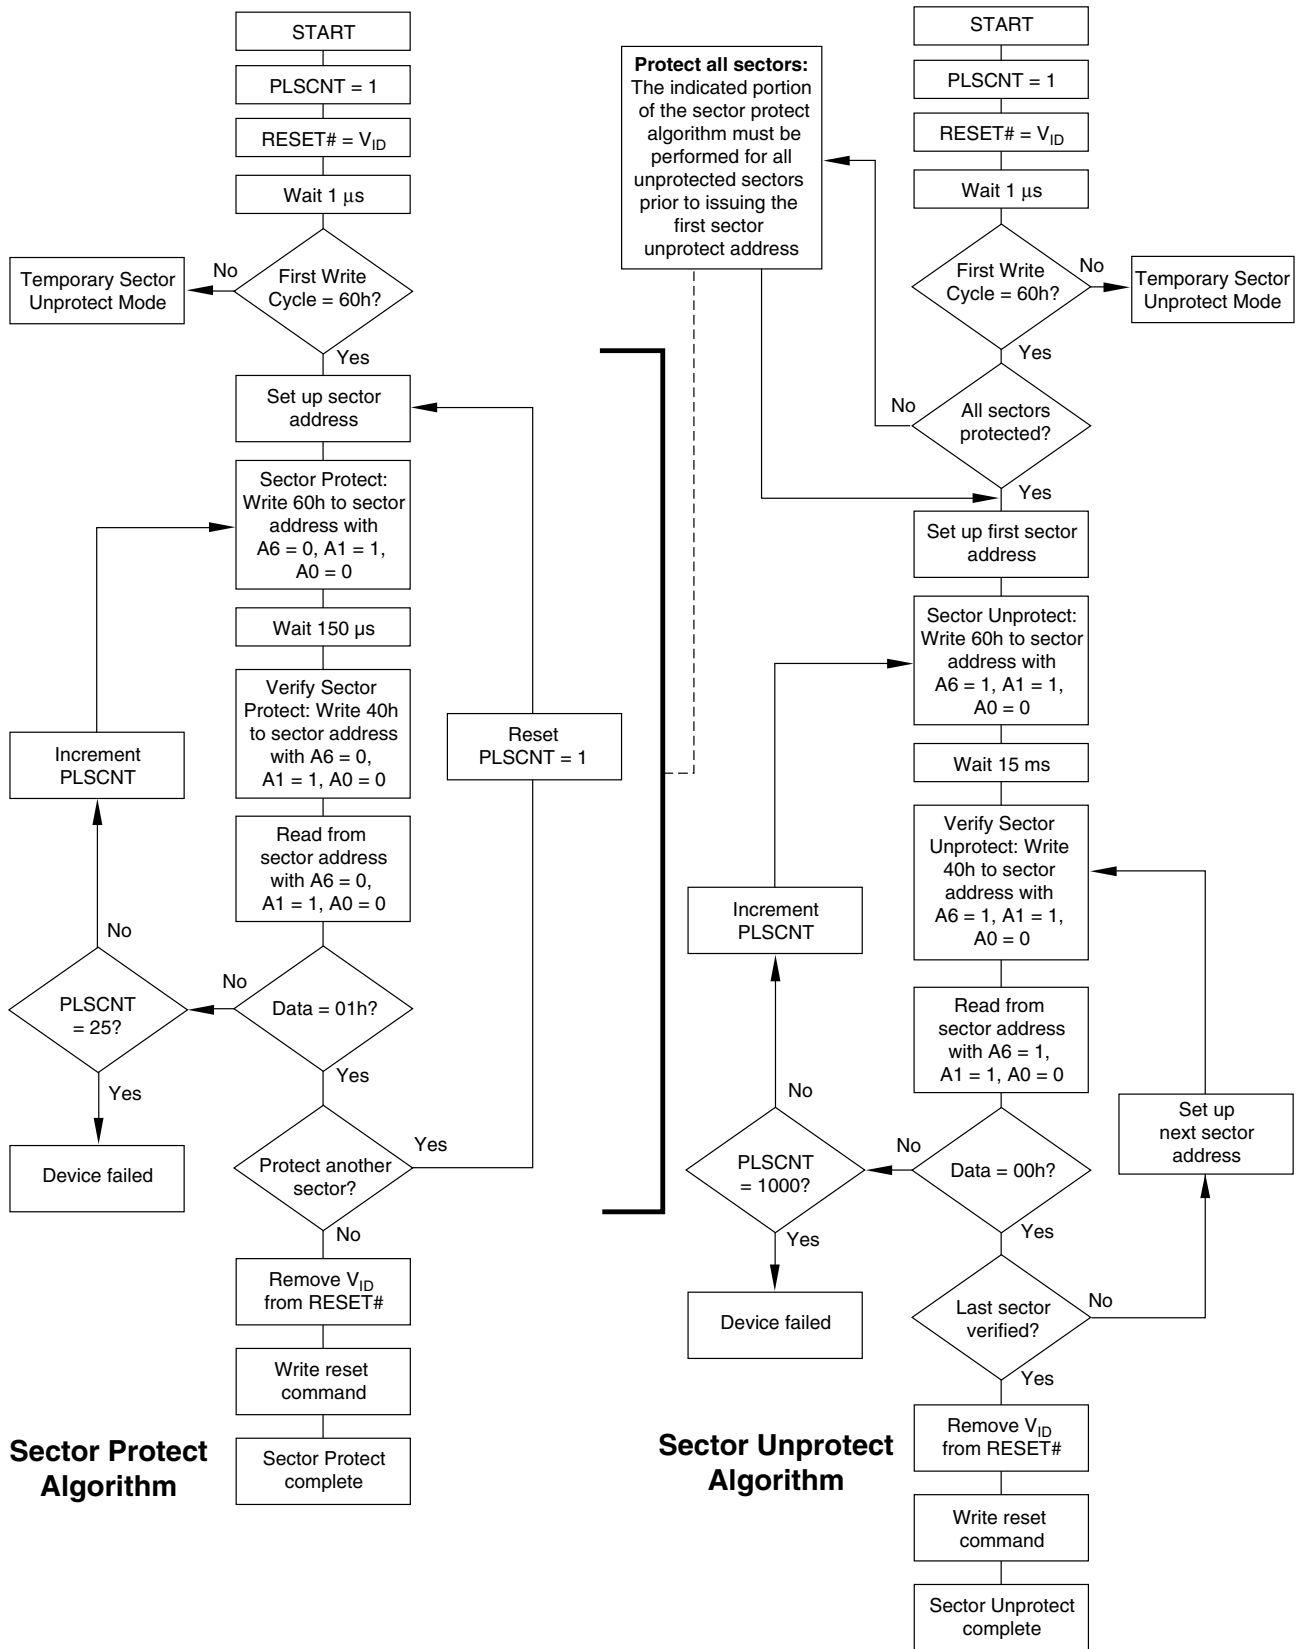 START
PLSCNT = 1
RESET# = VID
Wait 1 μs
First Write
Cycle = 60h?
No
Temporary Sector
Unprotect Mode
Yes
Set up sector
address
Sector Protect:
Write 60h to sector
address with
A6 = 0, A1 = 1,
A0 = 0
Wait 150 µs
Verify Sector
Protect: Write 40h
to sector address
with A6 = 0,
A1 = 1, A0 = 0
Reset
PLSCNT = 1
Increment
PLSCNT
Read from
sector address
with A6 = 0,
A1 = 1, A0 = 0
No
No
PLSCNT
= 25?
Data = 01h?
Yes
Yes
Device failed
Protect another
sector?
Yes
No
Remove VID
from RESET#
Write reset
command
Sector Protect
complete
Sector Protect
Algorithm
Protect all sectors:
The indicated portion
of the sector protect
algorithm must be
performed for all
unprotected sectors
prior to issuing the
first sector
unprotect address
START
PLSCNT = 1
RESET# = VID
Wait 1 μs
First Write
Cycle = 60h?
No
Temporary Sector
Unprotect Mode
Yes
No
All sectors
protected?
Yes
Set up first sector
address
Sector Unprotect:
Write 60h to sector
address with
A6 = 1, A1 = 1,
A0 = 0
Wait 15 ms
Verify Sector
Unprotect: Write
40h to sector
address with
A6 = 1, A1 = 1,
A0 = 0
Increment
PLSCNT
Read from
sector address
with A6 = 1,
A1 = 1, A0 = 0
No
No
PLSCNT
= 1000?
Data = 00h?
Set up
next sector
address
Yes
Yes
Device failed
Last sector
verified?
No
Yes
Remove VID
from RESET#
Write reset
command
Sector Unprotect
complete
Sector Unprotect
Algorithm